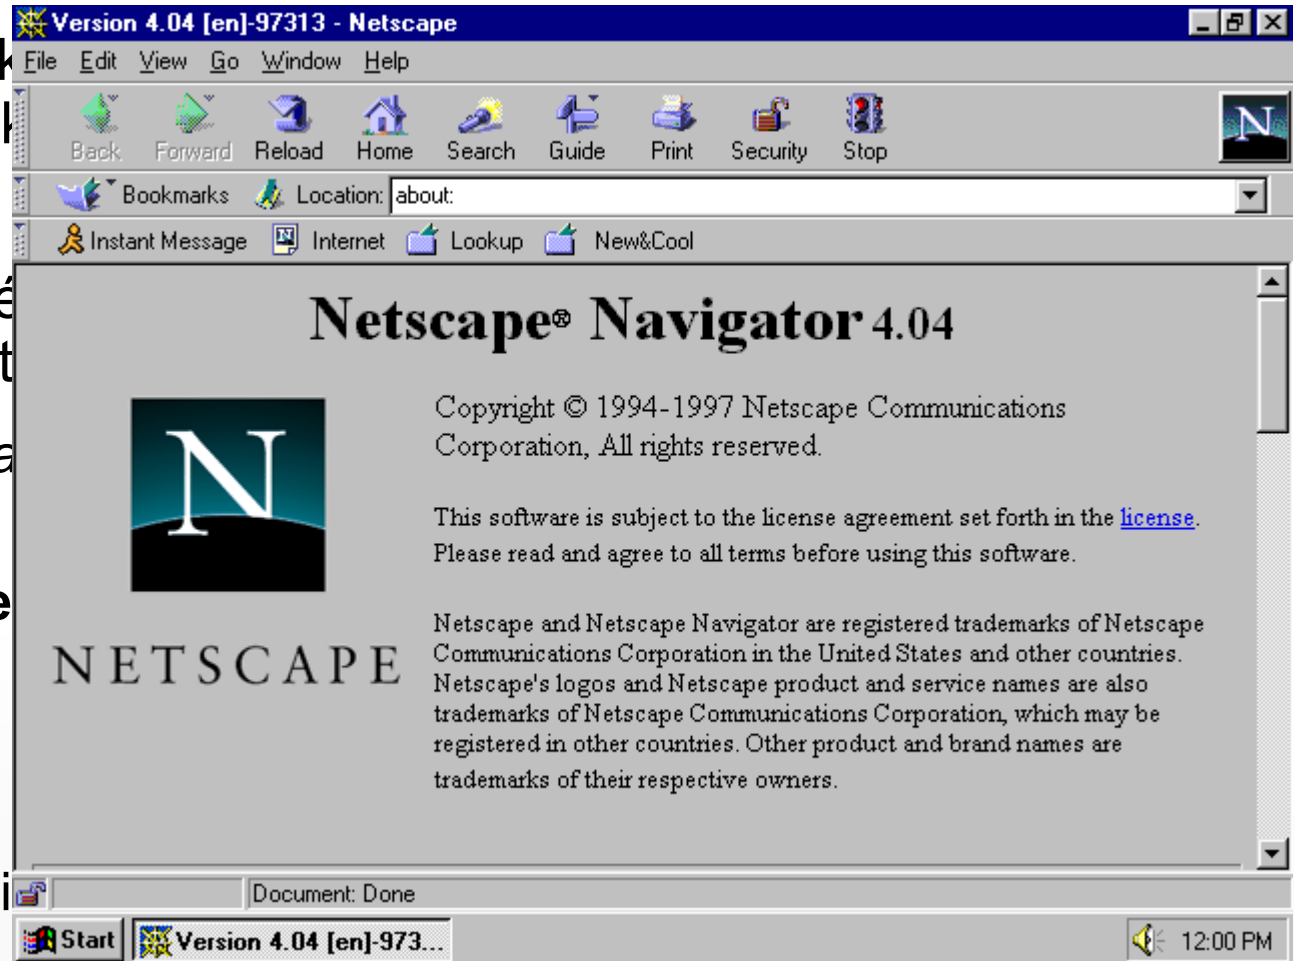 Version 4.04 [en]-97313 - Netscape
File Edit View Go Window Help
Back Forward Reload Home Search Guide Print Security Stop
N
Bookmarks Location: about:
Instant Message Internet Lookup New&Cool
Netscape® Navigator 4.04
N
NETSCAPE
Copyright © 1994-1997 Netscape Communications
Corporation, All rights reserved.
This software is subject to the license agreement set forth in the license.
Please read and agree to all terms before using this software.
Netscape and Netscape Navigator are registered trademarks of Netscape
Communications Corporation in the United States and other countries.
Netscape's logos and Netscape product and service names are also
trademarks of Netscape Communications Corporation, which may be
registered in other countries. Other product and brand names are
trademarks of their respective owners.
Document: Done
Start Version 4.04 [en]-973... 12:00 PM